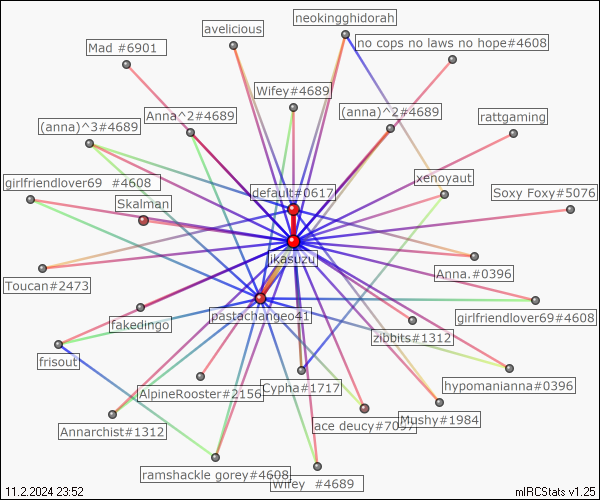 neokingghidorah
avelicious
Mad #6901
no cops no laws no hope#4608
Wifey#4689
Anna^2#4689
(anna)^2#4689
rattgaming
(anna)^3#4689
girlfriendlover69 #4608
default#0617
xenoyaut
Skalman
Soxy Foxy#5076
jkasuzu
Toucan#2473
Anna.#0396
pastachangeo41
fakedingo
girlfriendlover69#4608
zibbits#1312
frisout
Cypha#1717
hypomanianna#0396
AlpineRooster#2156
ace deucy#7097
Mushy#1984
Annarchist#1312
ramshackle gorey#4608
Wifey #4689
11.2.2024 23:52
mIRCStats v1.25